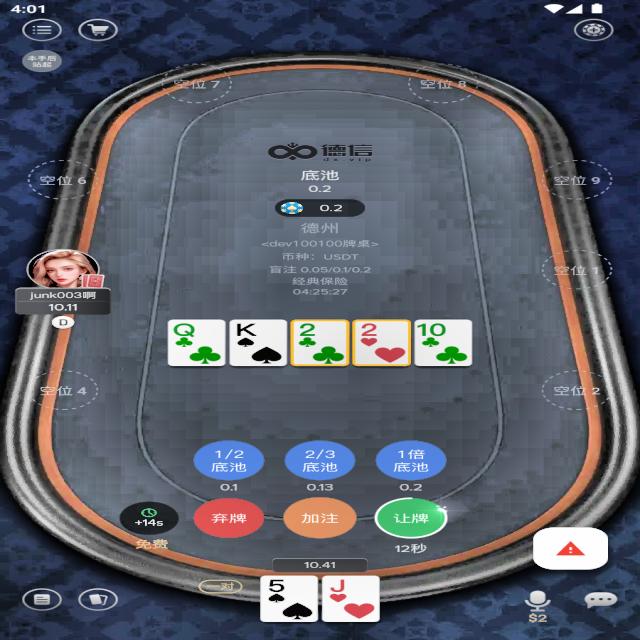 4:01
本手后
站起
空位 7
空位 8
德信
dx.vip
底池
0.2
0.2
空位 6
空位 9
德州
<dev100100牌桌>
币种：USDT
盲注 0.05/0.1/0.2
经典保险
04:25:27
空位 1
junk003啊
10.11
D
Q
K
2
2
10
空位 4
空位 2
1/2
底池
2/3
底池
1倍
底池
0.1
0.13
0.2
+14s
弃牌
加注
让牌
免费
12秒
10.41
一对
5
J
$2